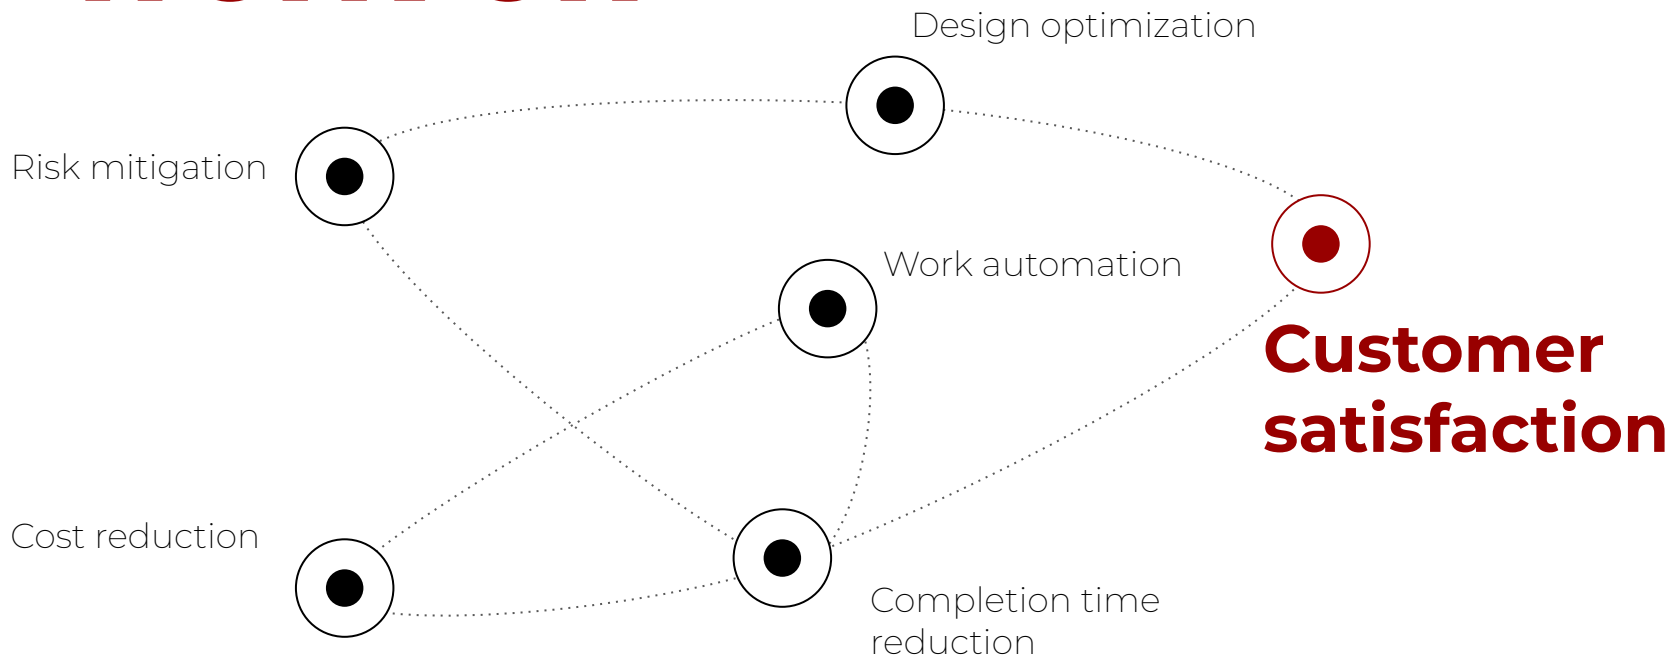 Design optimization
Risk mitigation
Work automation
Customer
satisfaction
Cost reduction
Completion time
reduction